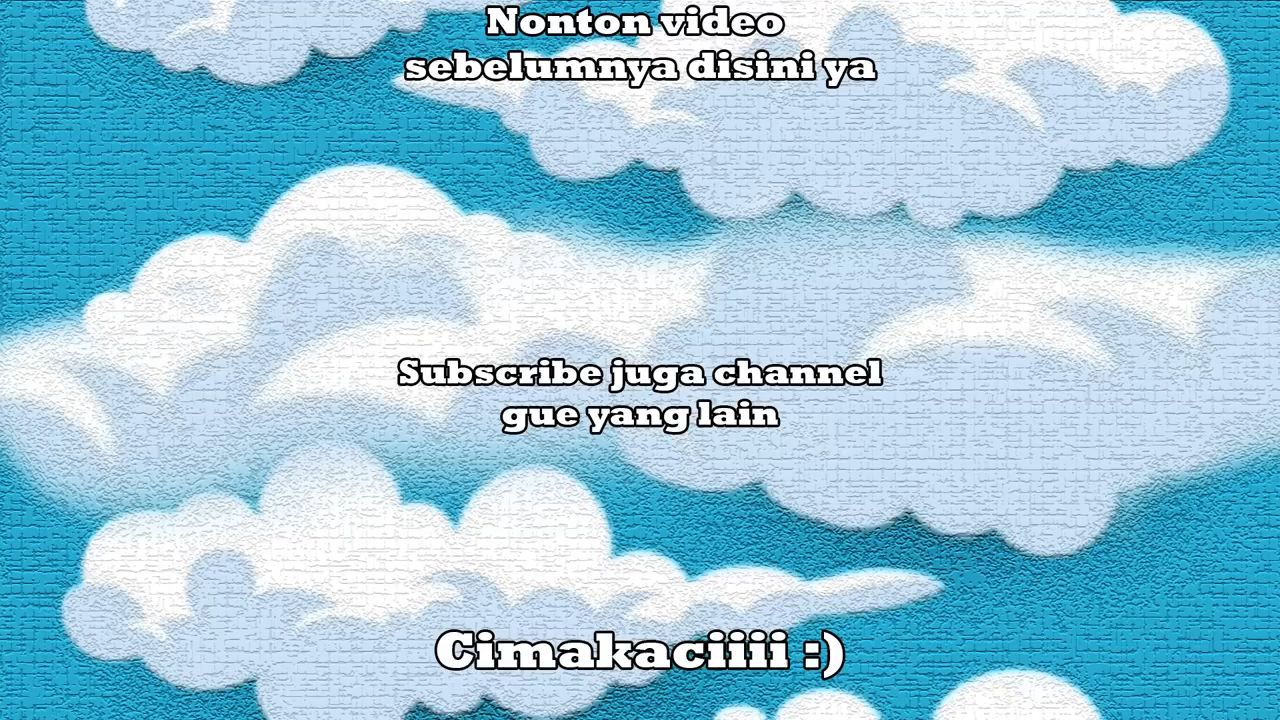 Nonton video
sebelumnya disini ya
Subscribe juga channel
gue yang lain
Cimakaciiii :)